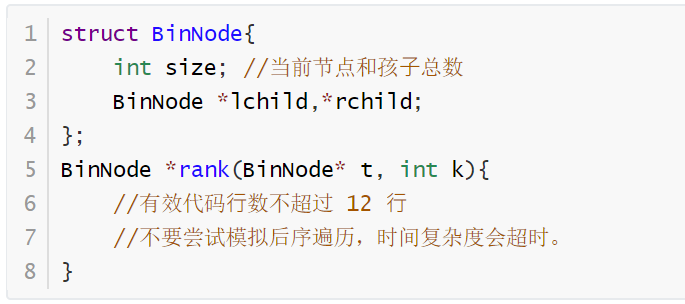 1 struct BinNode{
2     int size; //当前节点和孩子总数
3     BinNode *lchild,*rchild;
4 };
5 BinNode *rank(BinNode* t, int k){
6     //有效代码行数不超过 12 行
7     //不要尝试模拟后序遍历，时间复杂度会超时。
8 }